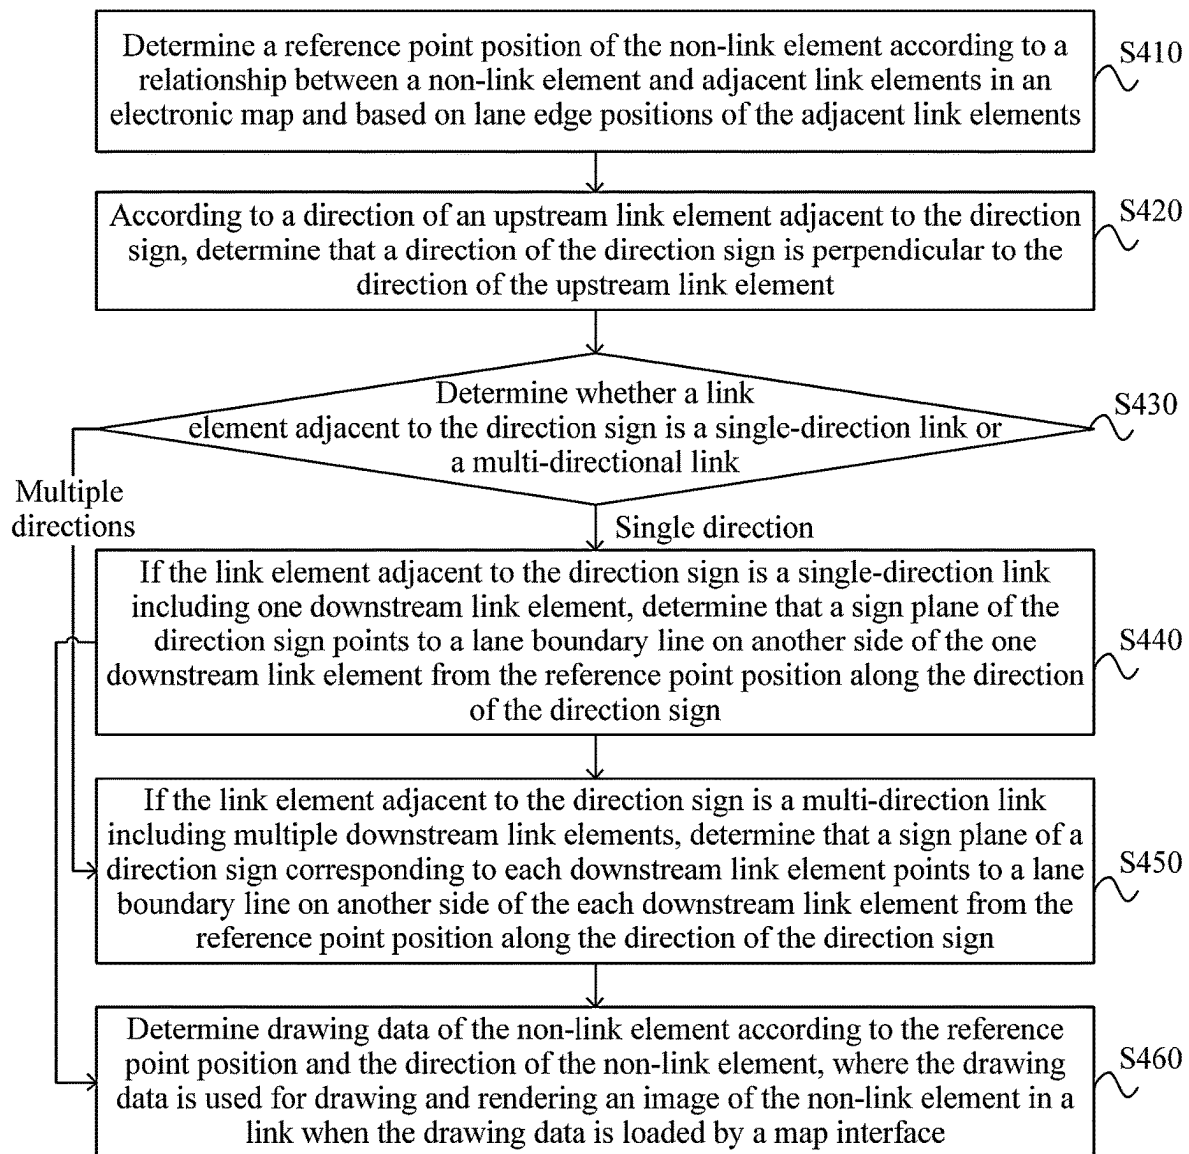 Determine a reference point position of the non-link element according to a
relationship between a non-link element and adjacent link elements in an
electronic map and based on lane edge positions of the adjacent link elements
S410
According to a direction of an upstream link element adjacent to the direction
sign, determine that a direction of the direction sign is perpendicular to the
direction of the upstream link element
S420
Determine whether a link
element adjacent to the direction sign is a single-direction link or
a multi-directional link
S430
Multiple
directions
Single direction
If the link element adjacent to the direction sign is a single-direction link
including one downstream link element, determine that a sign plane of the
direction sign points to a lane boundary line on another side of the one
downstream link element from the reference point position along the direction
of the direction sign
S440
If the link element adjacent to the direction sign is a multi-direction link
including multiple downstream link elements, determine that a sign plane of a
direction sign corresponding to each downstream link element points to a lane
boundary line on another side of the each downstream link element from the
reference point position along the direction of the direction sign
S450
Determine drawing data of the non-link element according to the reference
point position and the direction of the non-link element, where the drawing
data is used for drawing and rendering an image of the non-link element in a
link when the drawing data is loaded by a map interface
S460